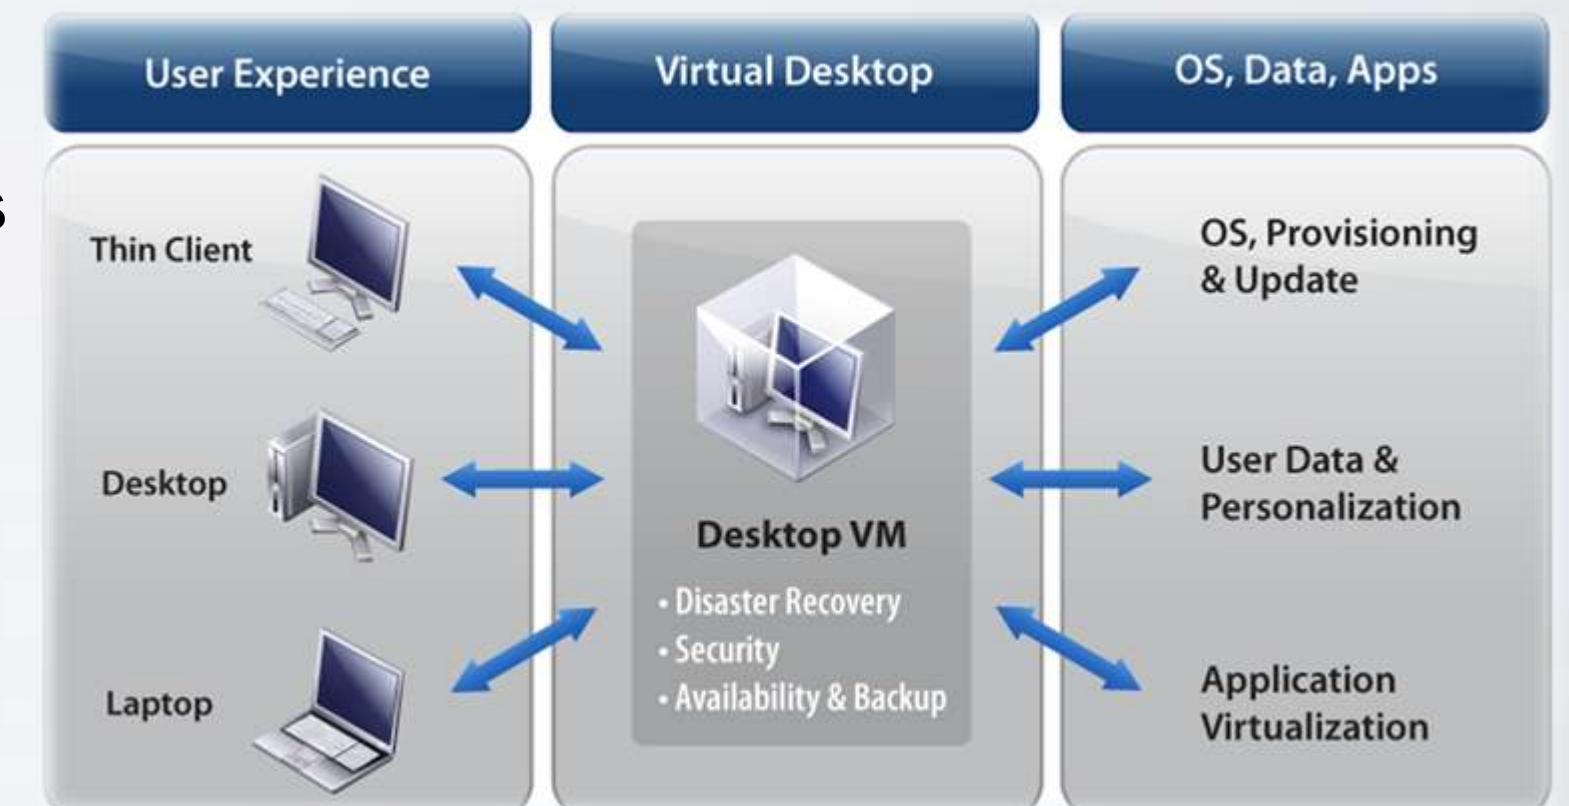 User Experience
Virtual Desktop
OS, Data, Apps
s
Thin Client
Desktop
Laptop
Desktop VM
• Disaster Recovery
• Security
• Availability & Backup
OS, Provisioning
& Update
User Data &
Personalization
Application
Virtualization